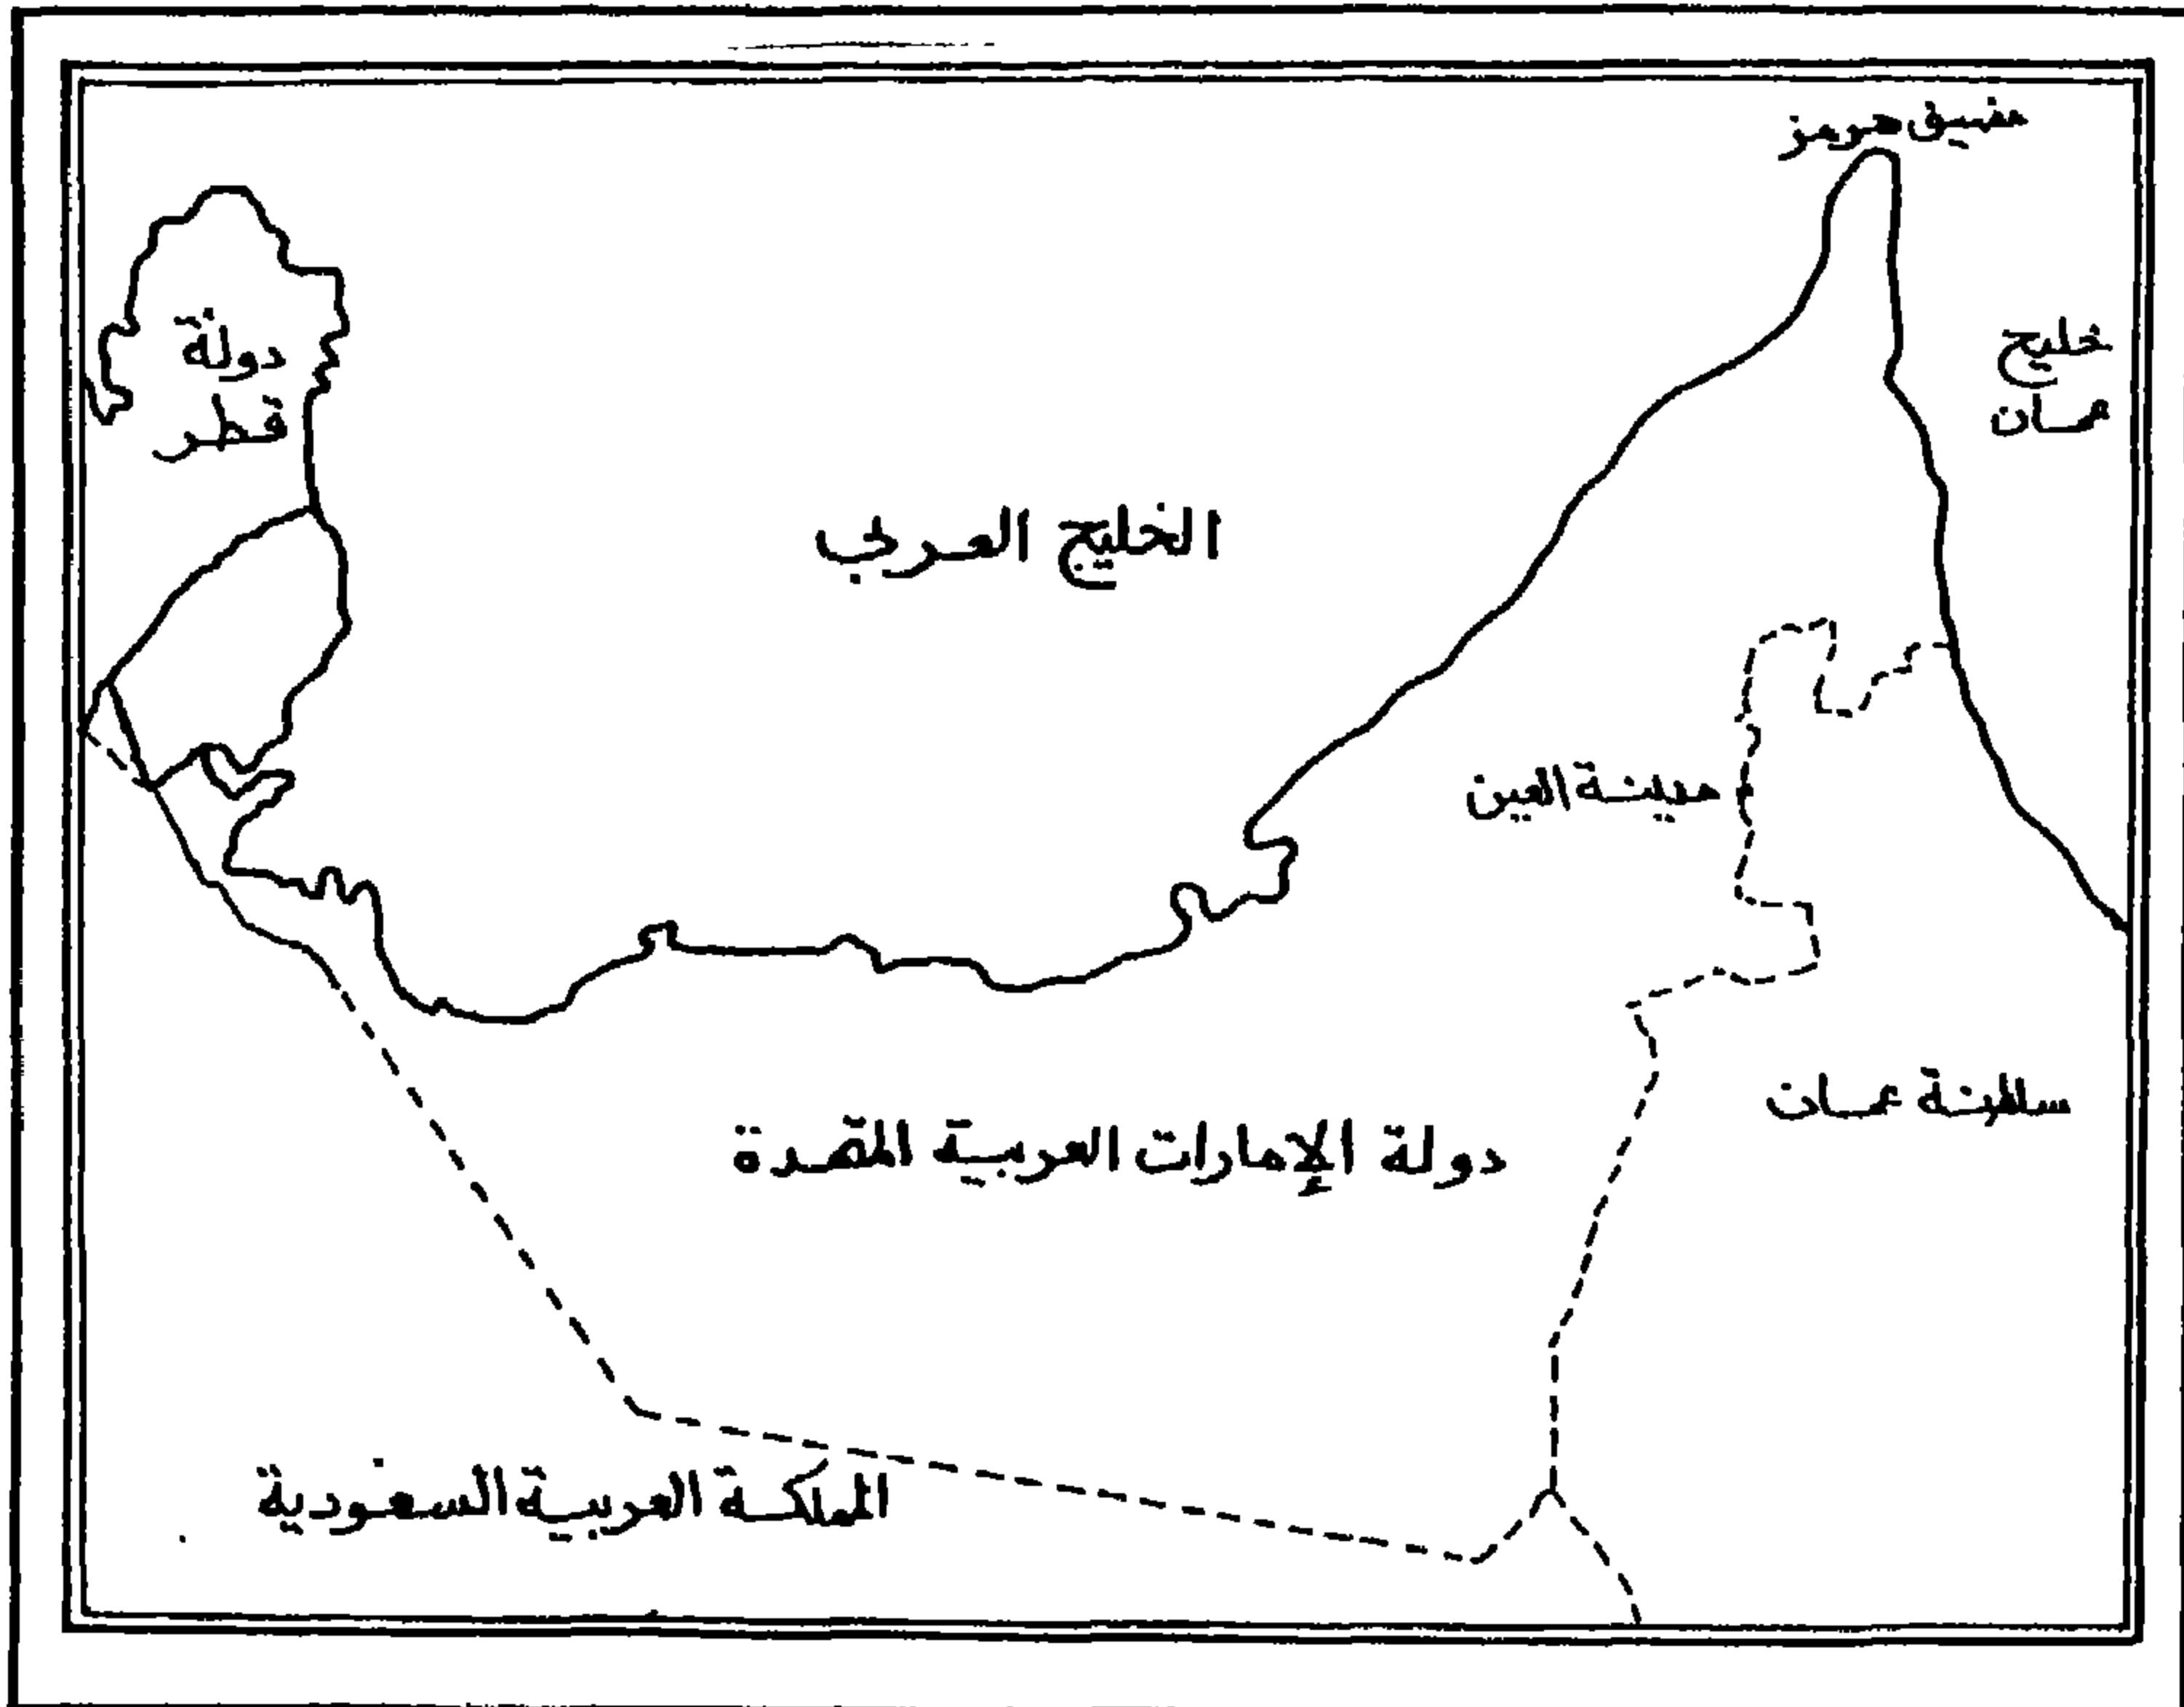 مضيق هرمز
خليج
عمان
دولة
قطر
الخليج العربي
مدينة العين
سلطنة عمان
دولة الإمارات العربية المتحدة
المملكة العربية السعودية